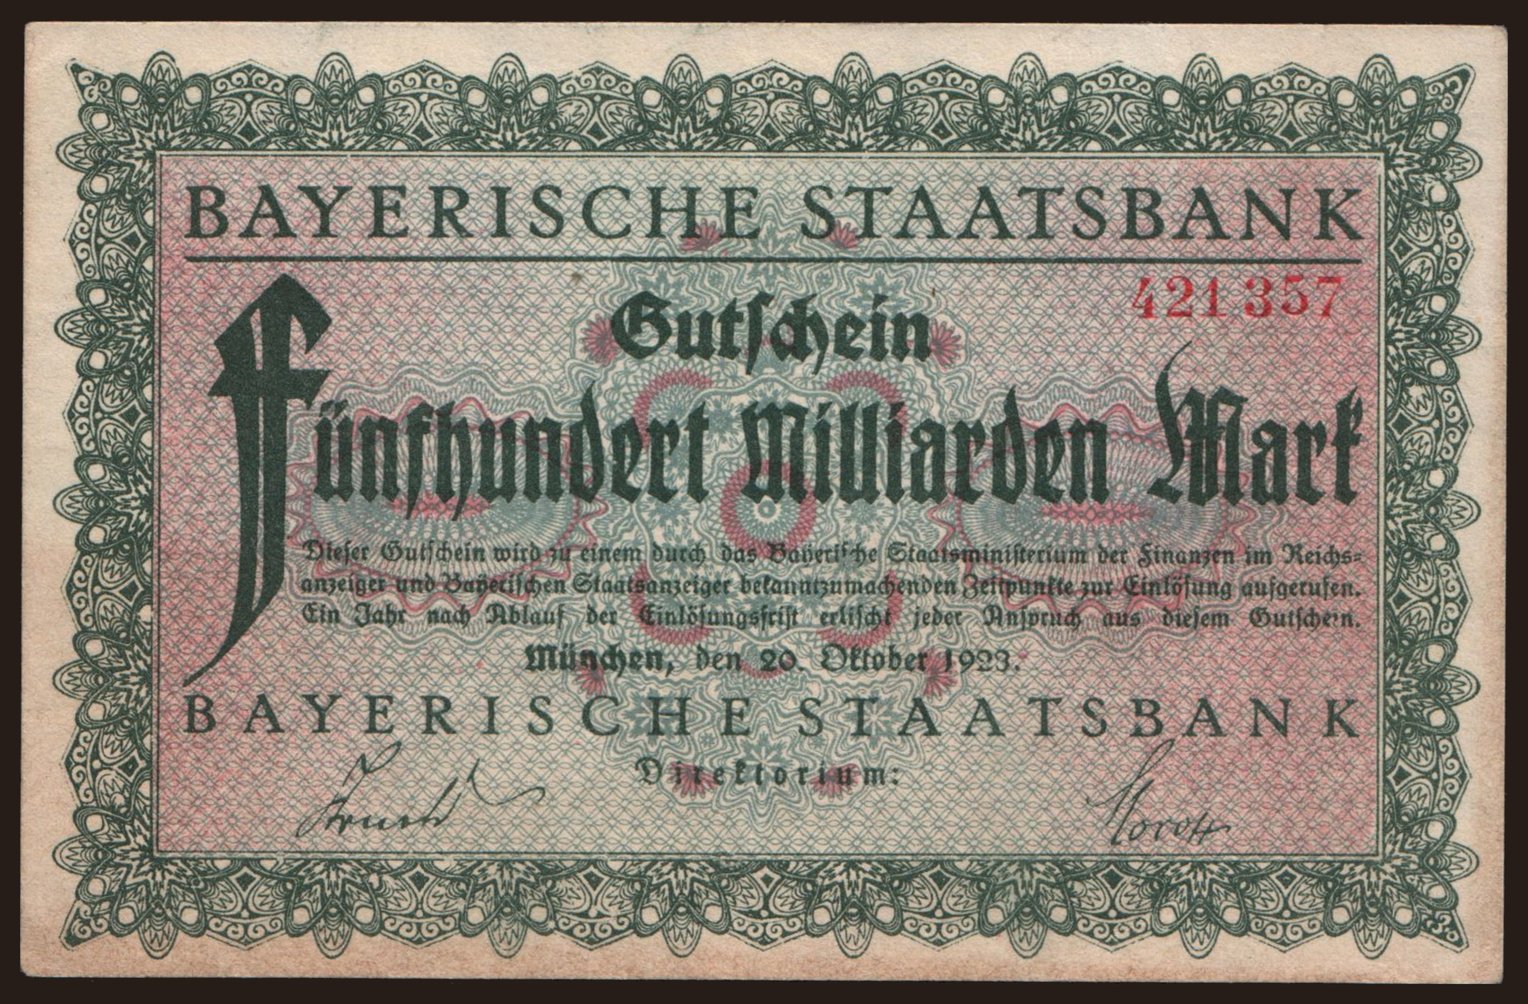 BAYERISCHE STAATSBANK
421357
Gutschein
Fünfhundert Milliarden Mark
Dieser Gutschein wird zu einem durch das Bayerische Staatsministerium der Finanzen im Reichs-
anzeiger und Bayerischen Staatsanzeiger bekanntzumachenden Zeitpunkte zur Einlösung aufgerufen.
Ein Jahr nach Ablauf der Einlösungsfrist erlischt jeder Anspruch aus diesem Gutschein.
München, den 20. Oktober 1923.
BAYERISCHE STAATSBANK
Direktorium: